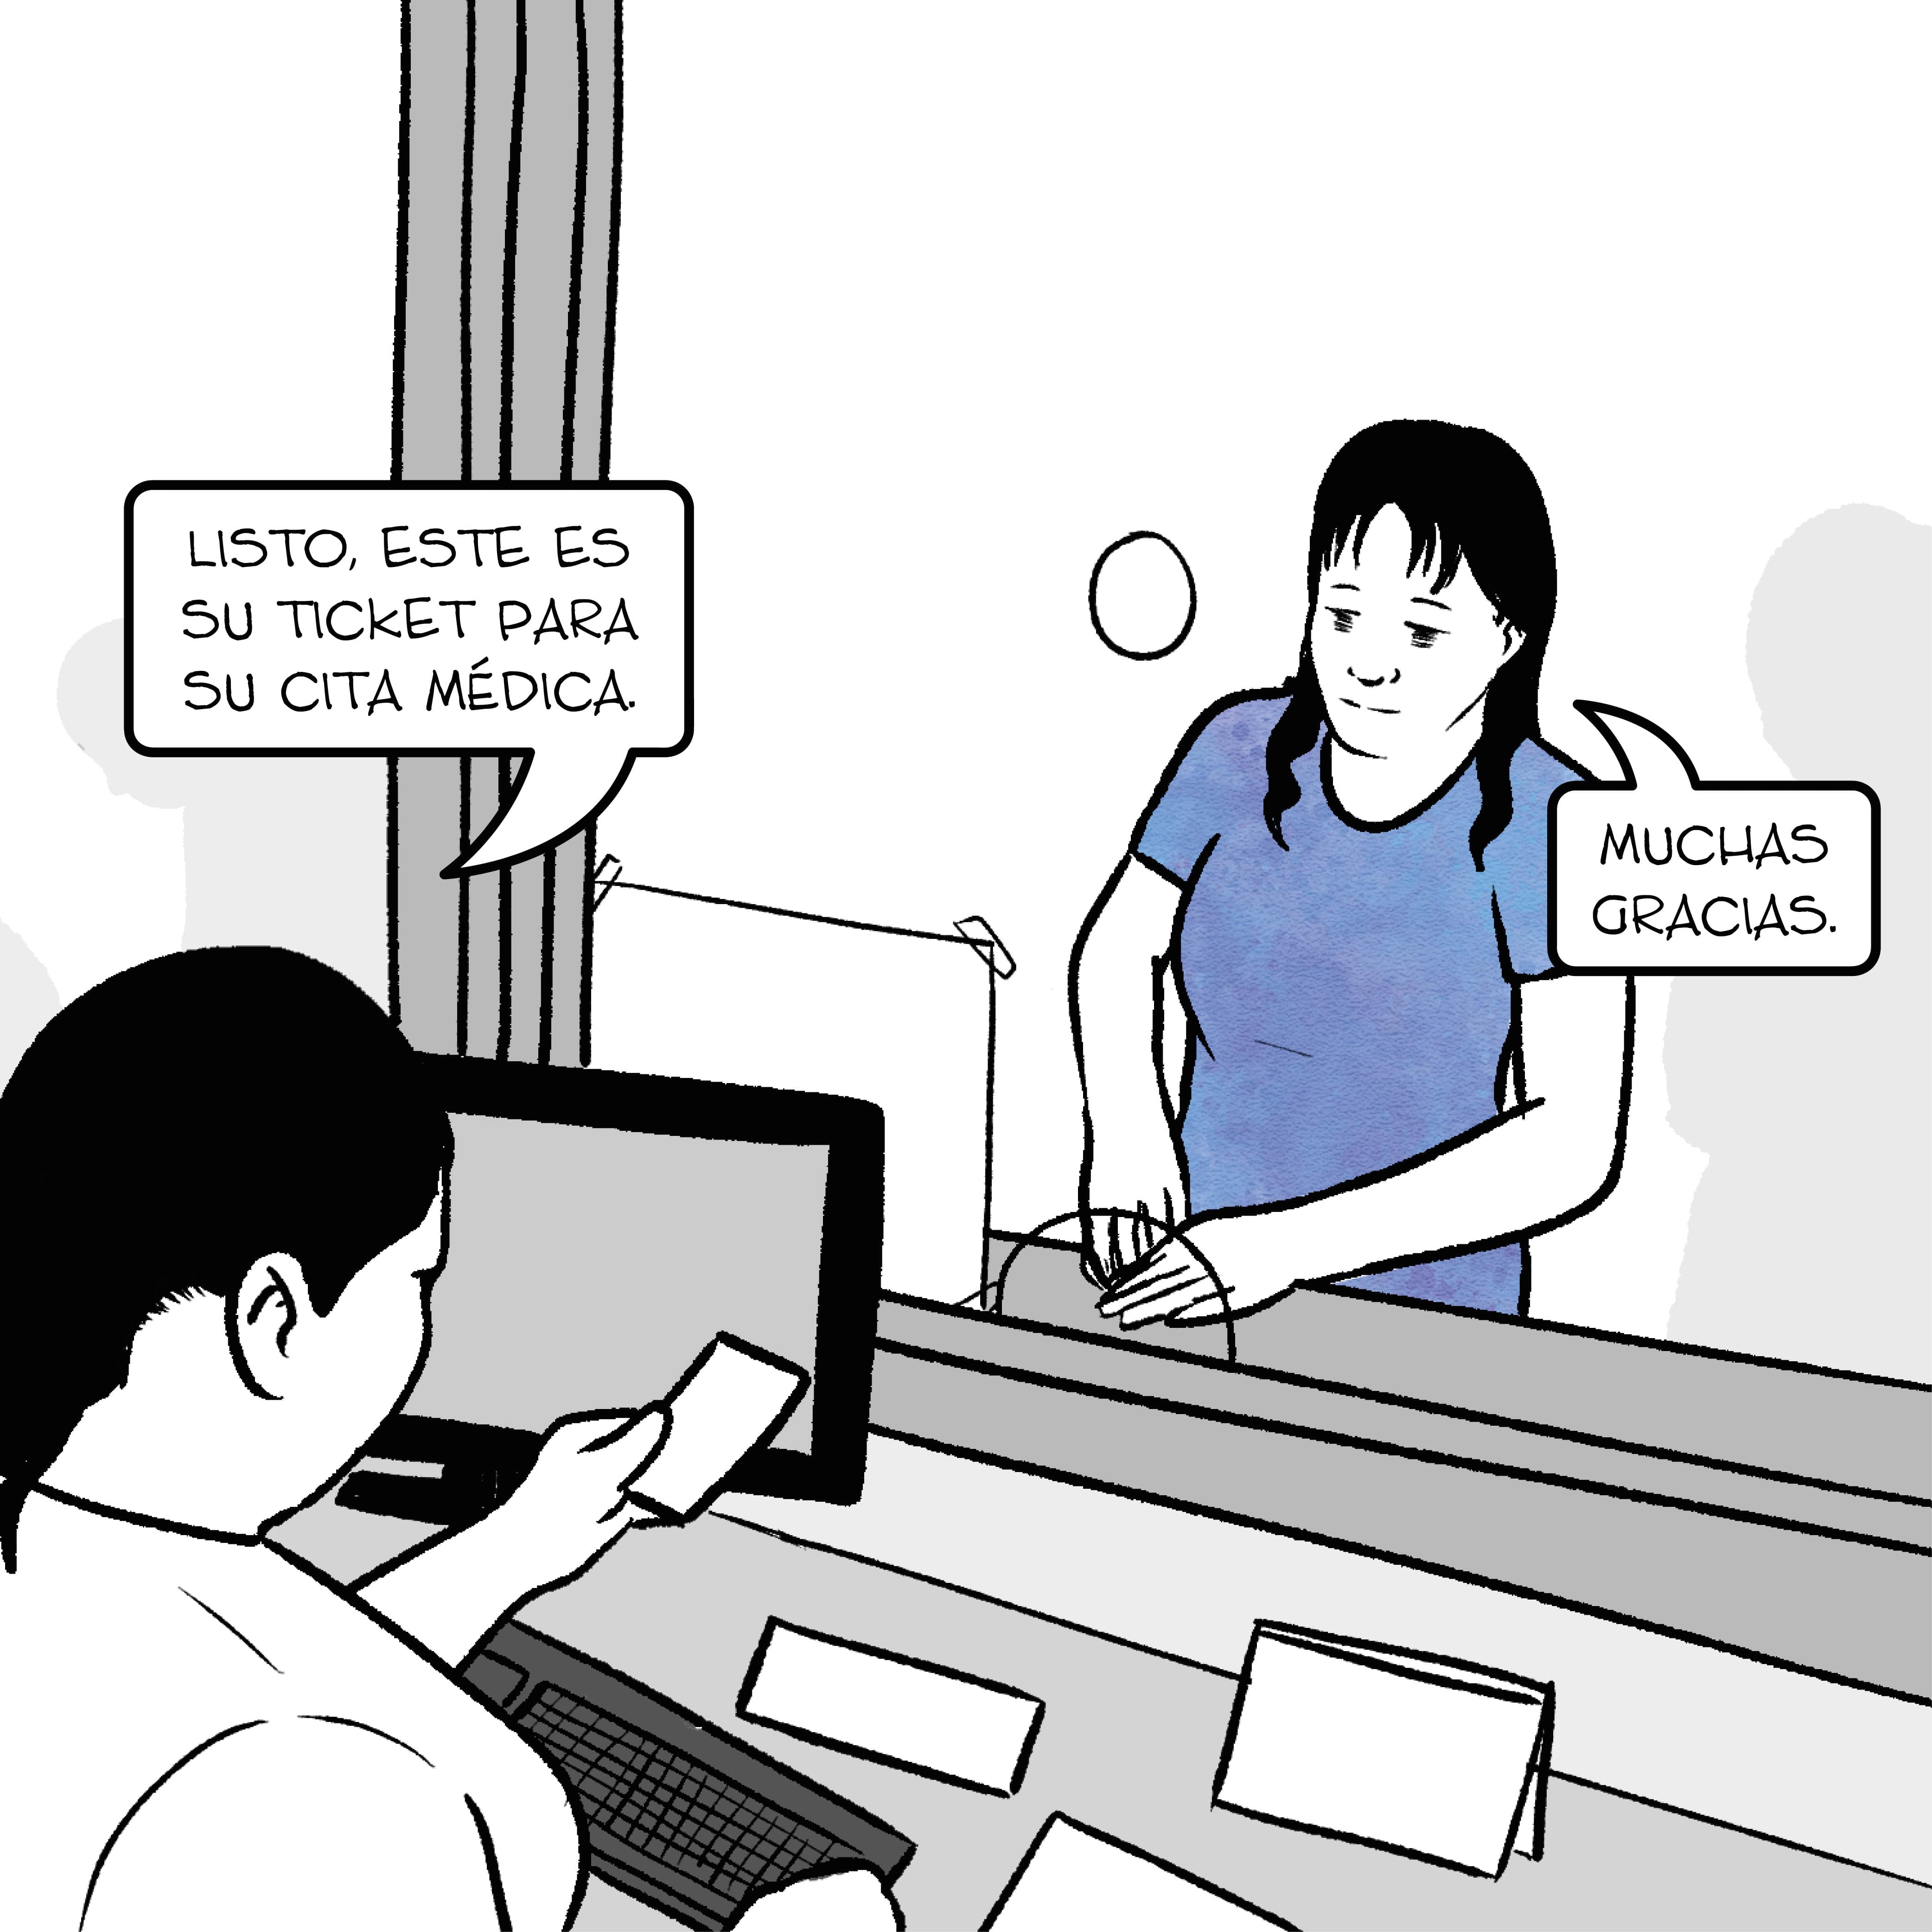 LISTO, ESTE ES
SU TICKET PARA
SU CITA MÉDICA.
MUCHAS
GRACIAS.